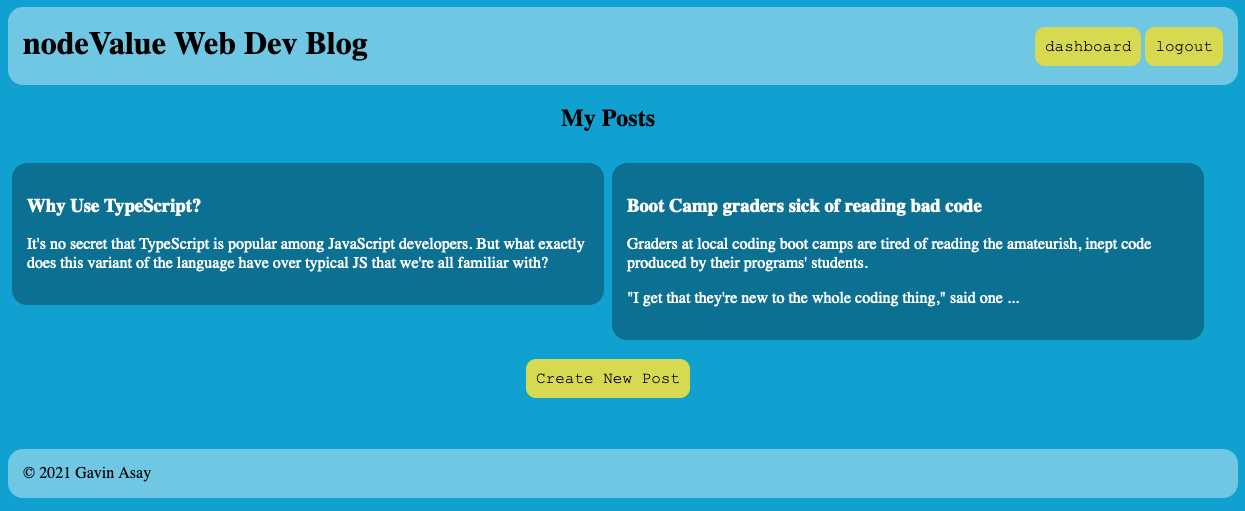 nodeValue Web Dev Blog
dashboard logout
My Posts
Why Use TypeScript?
It's no secret that TypeScript is popular among JavaScript developers. But what exactly
does this variant of the language have over typical JS that we're all familiar with?
Boot Camp graders sick of reading bad code
Graders at local coding boot camps are tired of reading the amateurish, inept code
produced by their programs' students.
"I get that they're new to the whole coding thing," said one ...
Create New Post
© 2021 Gavin Asay